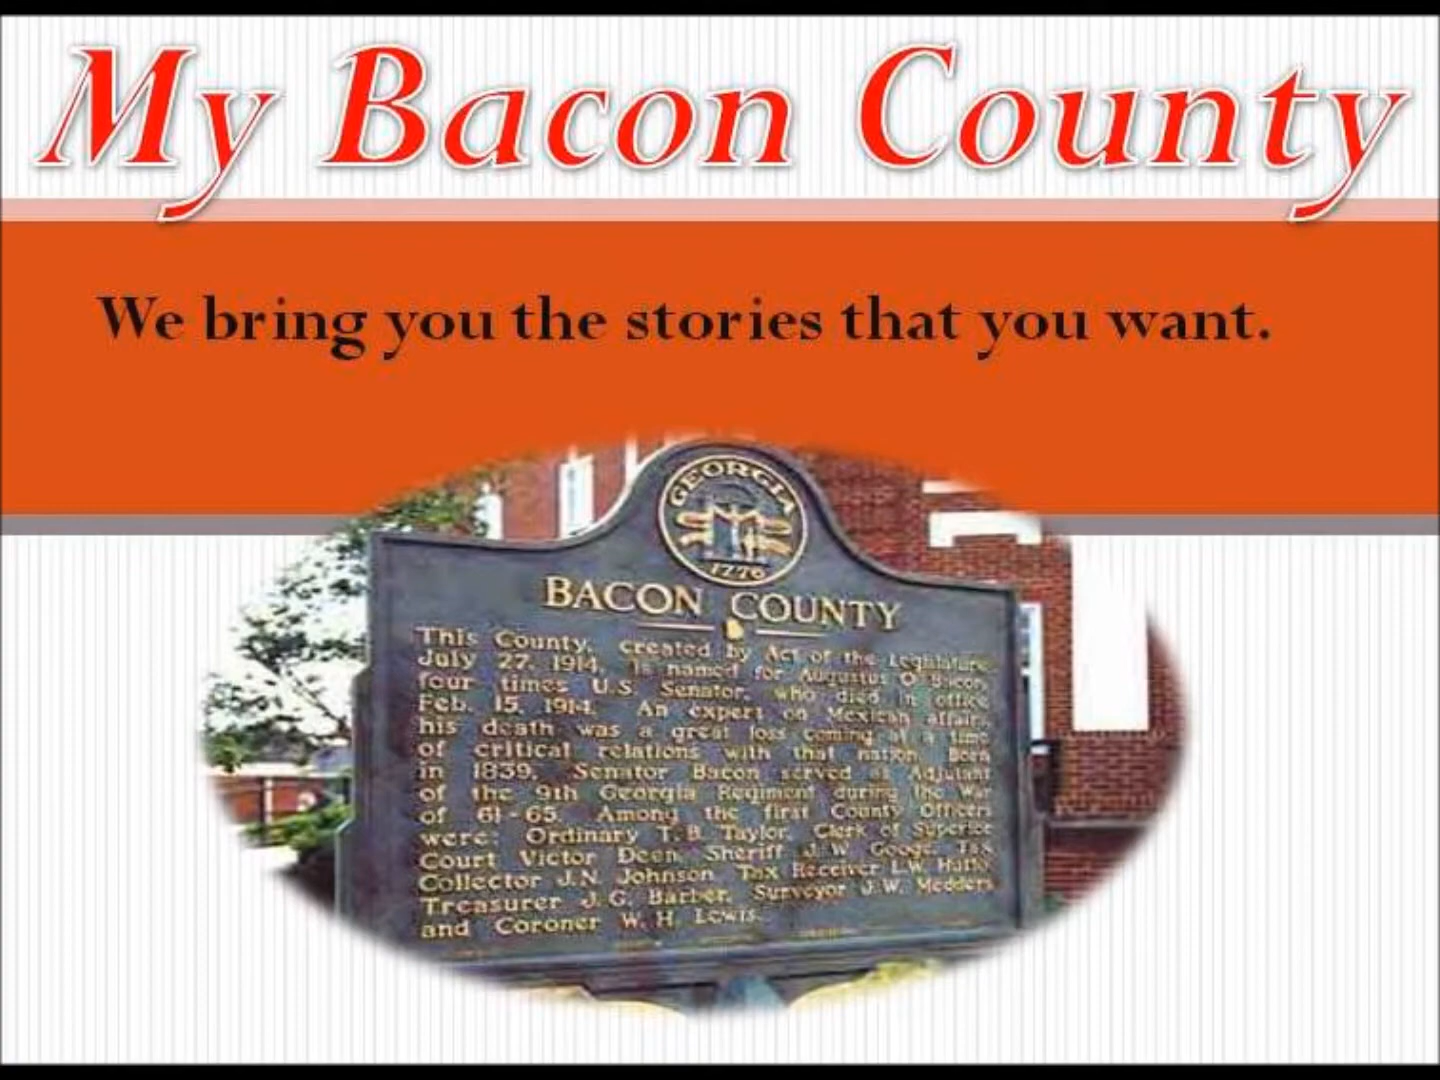 My Bacon County
We bring you the stories that you want.
GEORGIA
1776
BACON COUNTY
This County, created by Act of the Legislature
July 27, 1914, is named for Augustus O. Bacon,
four times U.S. Senator, who died in office
Feb. 15, 1914. An expert on Mexican affairs,
his death was a great loss coming at a time
of critical relations with that nation. Born
in 1839, Senator Bacon served as Adjutant
of the 9th Georgia Regiment during the War
of 61-65. Among the first County Officers
were: Ordinary T. B. Taylor, Clerk of Superior
Court Victor Deen, Sheriff J. W. Googe, Tax
Collector J. N. Johnson, Tax Receiver L. W.
Treasurer J. G. Barber, Surveyor J. W. Medders
and Coroner W. H. Lewis.